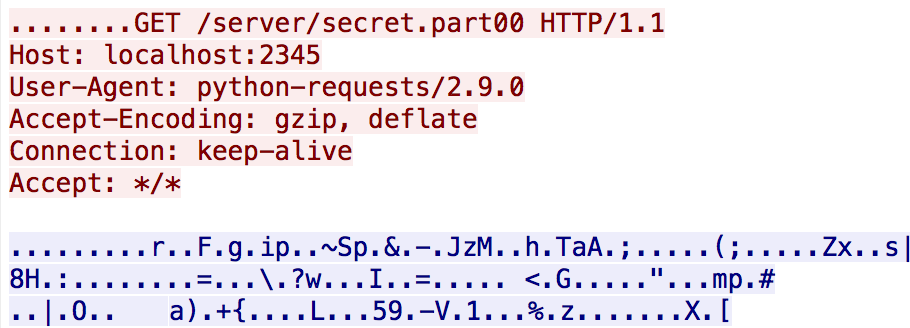 ........GET /server/secret.part00 HTTP/1.1
Host: localhost:2345
User-Agent: python-requests/2.9.0
Accept-Encoding: gzip, deflate
Connection: keep-alive
Accept: */*
.........r..F.g.ip..~Sp.&.-.JzM..h.TaA.;.....(;.....Zx..s|
8H.:........=...\.?w...I..=..... <.G....."...mp.#
..|.O..   a).+{....L...59.-V.1...%.z.......X.[